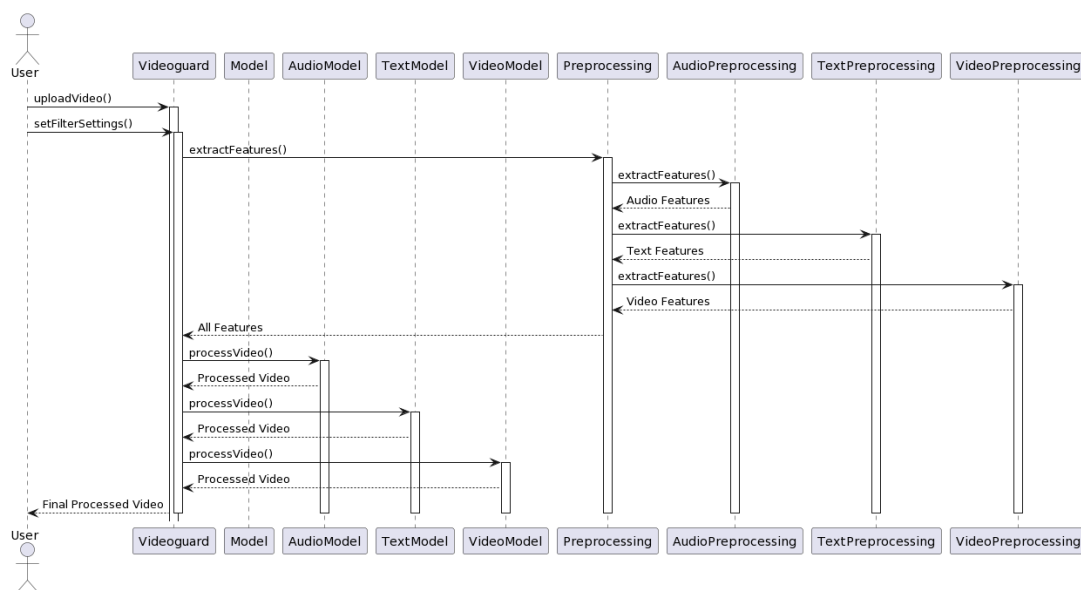 User
Videoguard Model AudioModel TextModel VideoModel Preprocessing AudioPreprocessing TextPreprocessing VideoPreprocessing
uploadVideo()
setFilterSettings()
extractFeatures()
extractFeatures()
Audio Features
extractFeatures()
Text Features
extractFeatures()
Video Features
All Features
processVideo()
Processed Video
processVideo()
Processed Video
processVideo()
Processed Video
Final Processed Video
User
Videoguard Model AudioModel TextModel VideoModel Preprocessing AudioPreprocessing TextPreprocessing VideoPreprocessing